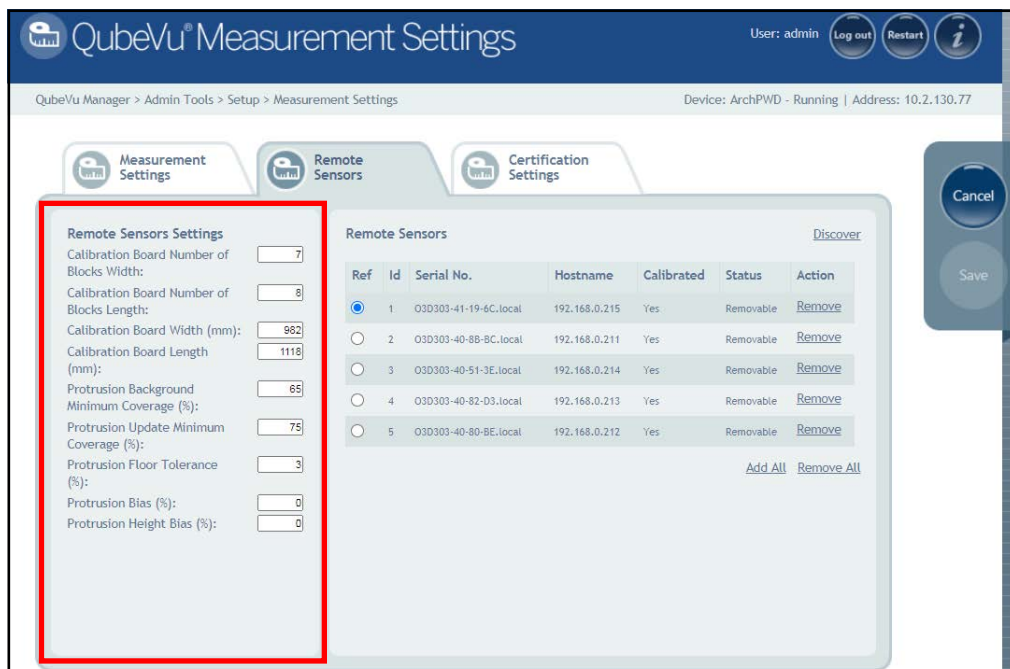 QubeVu® Measurement Settings
User: admin
Log out
Restart
i
QubeVu Manager > Admin Tools > Setup > Measurement Settings
Device: ArchPWD - Running | Address: 10.2.130.77
Measurement
Settings
Remote
Sensors
Certification
Settings
Cancel
Save
Remote Sensors Settings
Calibration Board Number of
Blocks Width: 7
Calibration Board Number of
Blocks Length: 8
Calibration Board Width (mm): 982
Calibration Board Length
(mm): 1118
Protrusion Background
Minimum Coverage (%): 65
Protrusion Update Minimum
Coverage (%): 75
Protrusion Floor Tolerance
(%): 3
Protrusion Bias (%): 0
Protrusion Height Bias (%): 0
Remote Sensors
Discover
Ref Id Serial No. Hostname Calibrated Status Action
1 O3D303-41-19-6C.local 192.168.0.215 Yes Removable Remove
2 O3D303-40-8B-BC.local 192.168.0.211 Yes Removable Remove
3 O3D303-40-51-3E.local 192.168.0.214 Yes Removable Remove
4 O3D303-40-82-D3.local 192.168.0.213 Yes Removable Remove
5 O3D303-40-80-BE.local 192.168.0.212 Yes Removable Remove
Add All Remove All